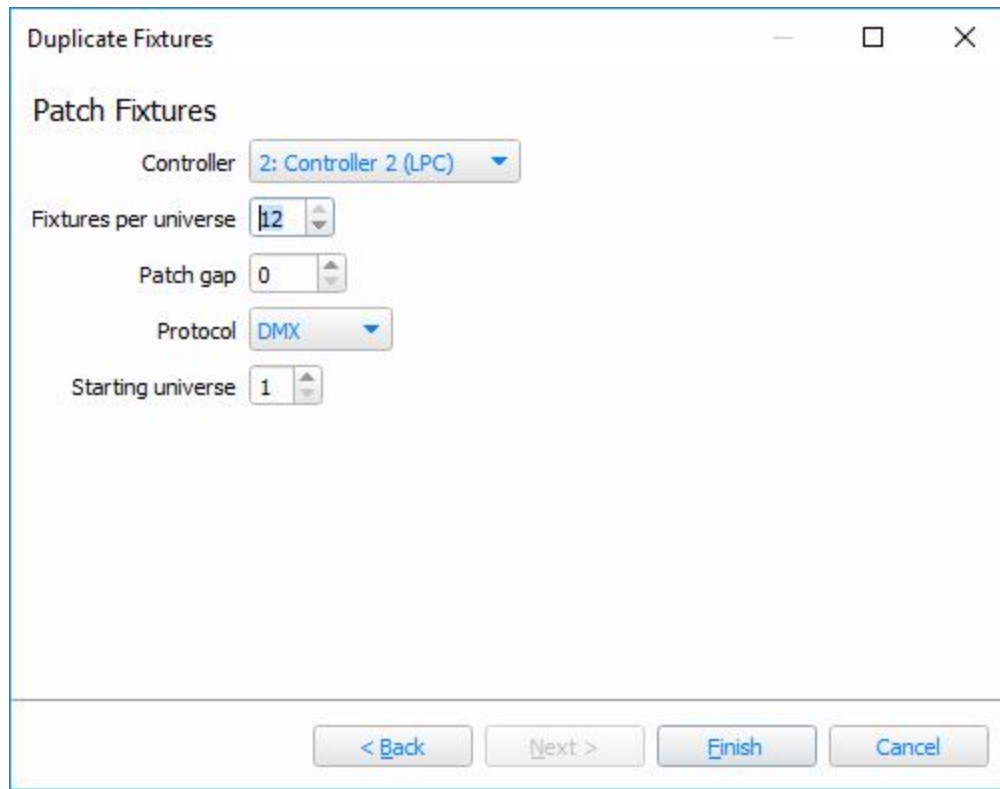 Duplicate Fixtures
Patch Fixtures
Controller 2: Controller 2 (LPC)
Fixtures per universe 12
Patch gap 0
Protocol DMX
Starting universe 1
< Back Next > Finish Cancel